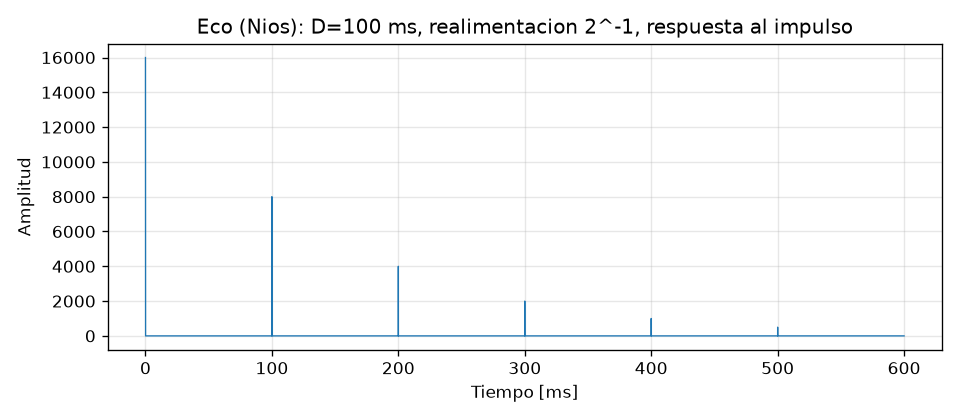 Eco (Nios): D=100 ms, realimentacion 2^-1, respuesta al impulso
Amplitud
16000
14000
12000
10000
8000
6000
4000
2000
0
0 100 200 300 400 500 600
Tiempo [ms]